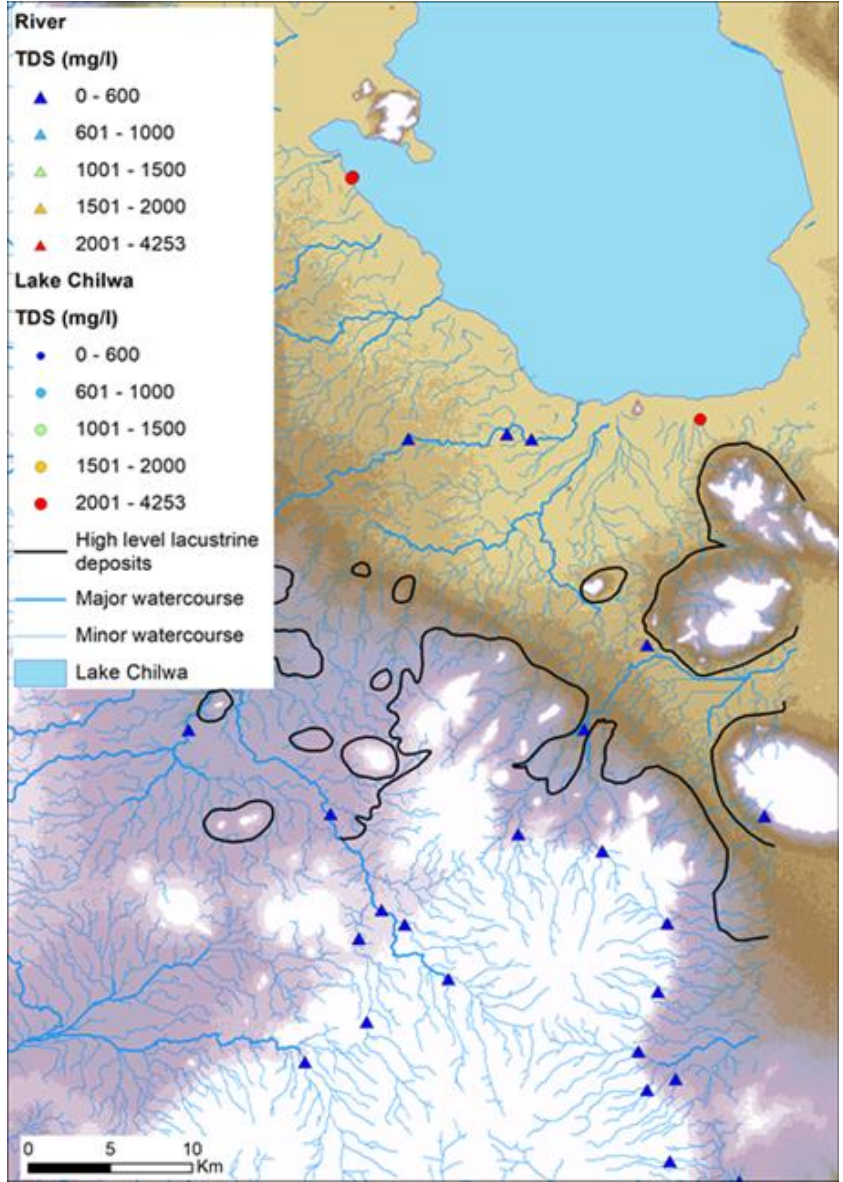 River
TDS (mg/l)
0 - 600
601 - 1000
1001 - 1500
1501 - 2000
2001 - 4253
Lake Chilwa
TDS (mg/l)
0 - 600
601 - 1000
1001 - 1500
1501 - 2000
2001 - 4253
High level lacustrine
deposits
Major watercourse
Minor watercourse
Lake Chilwa
0 5 10
Km